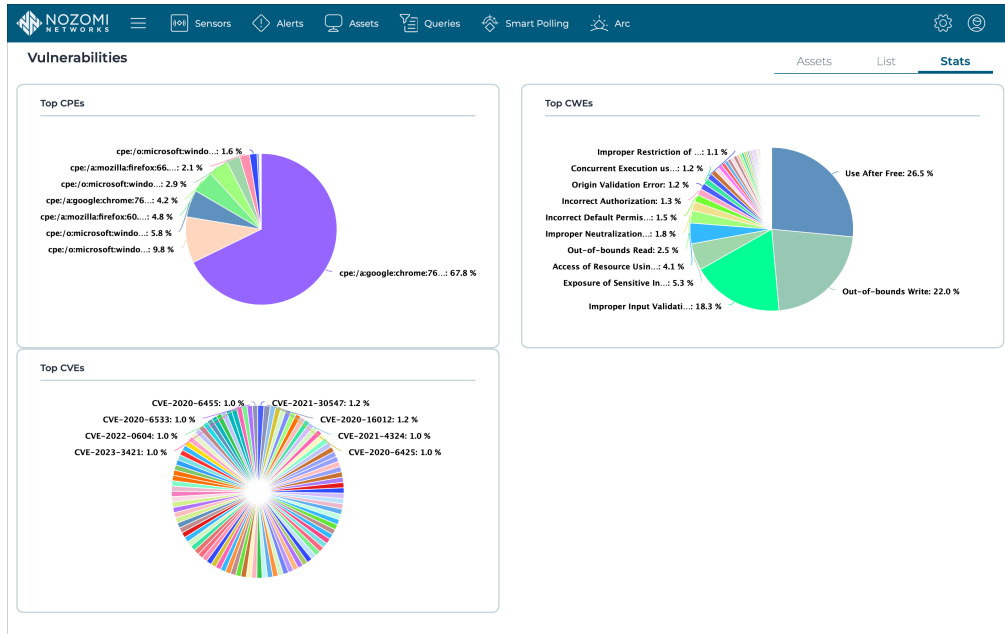 NOZOMI
NETWORKS
Sensors
Alerts
Assets
Queries
Smart Polling
Arc
Vulnerabilities
Assets
List
Stats
Top CPEs
cpe:/o:microsoft:windo...: 1.6 %
cpe:/a:mozilla:firefox:66....: 2.1 %
cpe:/o:microsoft:windo...: 2.9 %
cpe:/a:google:chrome:76...: 4.2 %
cpe:/a:mozilla:firefox:60....: 4.8 %
cpe:/o:microsoft:windo...: 5.8 %
cpe:/o:microsoft:windo...: 9.8 %
cpe:/a:google:chrome:76...: 67.8 %
Top CWEs
Improper Restriction of ...: 1.1 %
Concurrent Execution us...: 1.2 %
Origin Validation Error: 1.2 %
Incorrect Authorization: 1.3 %
Incorrect Default Permis...: 1.5 %
Improper Neutralization...: 1.8 %
Out-of-bounds Read: 2.5 %
Access of Resource Usin...: 4.1 %
Exposure of Sensitive In...: 5.3 %
Improper Input Validati...: 18.3 %
Use After Free: 26.5 %
Out-of-bounds Write: 22.0 %
Top CVEs
CVE-2020-6455: 1.0 %
CVE-2020-6533: 1.0 %
CVE-2022-0604: 1.0 %
CVE-2023-3421: 1.0 %
CVE-2021-30547: 1.2 %
CVE-2020-16012: 1.2 %
CVE-2021-4324: 1.0 %
CVE-2020-6425: 1.0 %